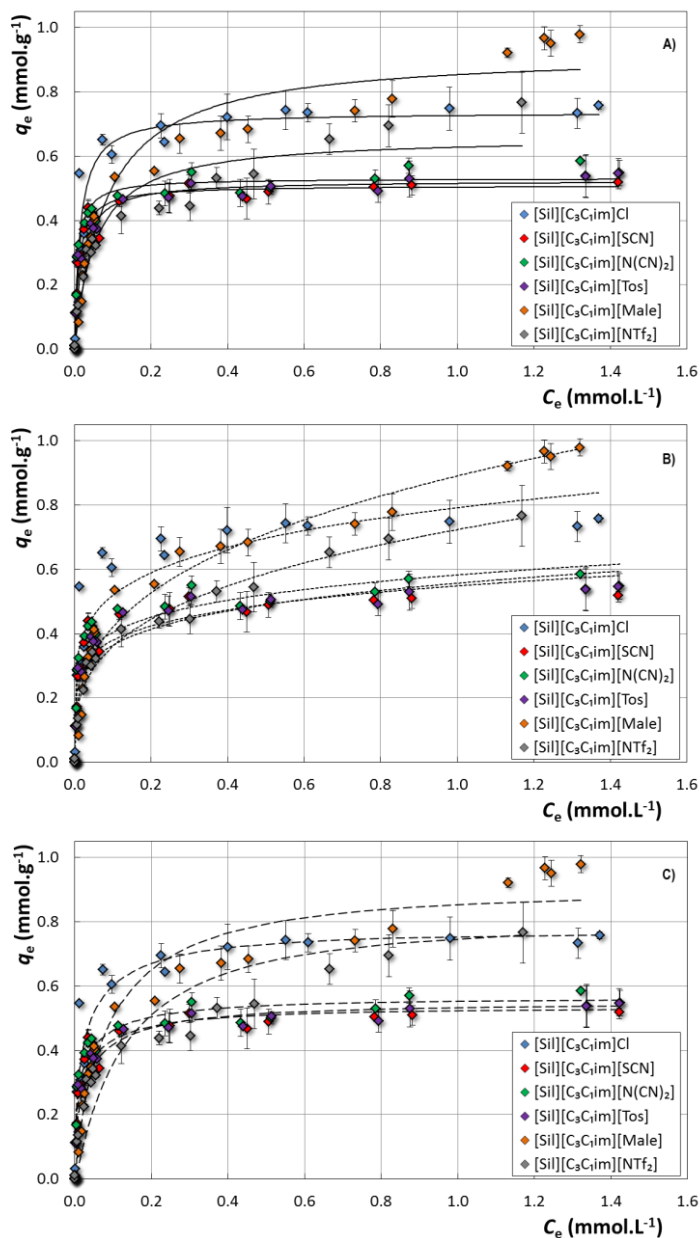 A)
qₑ (mmol.g⁻¹)
1.0
0.8
0.6
0.4
0.2
0.0
[Sil][C₃C₁im]Cl
[Sil][C₃C₁im][SCN]
[Sil][C₃C₁im][N(CN)₂]
[Sil][C₃C₁im][Tos]
[Sil][C₃C₁im][Male]
[Sil][C₃C₁im][NTf₂]
0.0 0.2 0.4 0.6 0.8 1.0 1.2 1.4 1.6
Cₑ (mmol.L⁻¹)
B)
qₑ (mmol.g⁻¹)
1.0
0.8
0.6
0.4
0.2
0.0
[Sil][C₃C₁im]Cl
[Sil][C₃C₁im][SCN]
[Sil][C₃C₁im][N(CN)₂]
[Sil][C₃C₁im][Tos]
[Sil][C₃C₁im][Male]
[Sil][C₃C₁im][NTf₂]
0.0 0.2 0.4 0.6 0.8 1.0 1.2 1.4 1.6
Cₑ (mmol.L⁻¹)
C)
qₑ (mmol.g⁻¹)
1.0
0.8
0.6
0.4
0.2
0.0
[Sil][C₃C₁im]Cl
[Sil][C₃C₁im][SCN]
[Sil][C₃C₁im][N(CN)₂]
[Sil][C₃C₁im][Tos]
[Sil][C₃C₁im][Male]
[Sil][C₃C₁im][NTf₂]
0.0 0.2 0.4 0.6 0.8 1.0 1.2 1.4 1.6
Cₑ (mmol.L⁻¹)